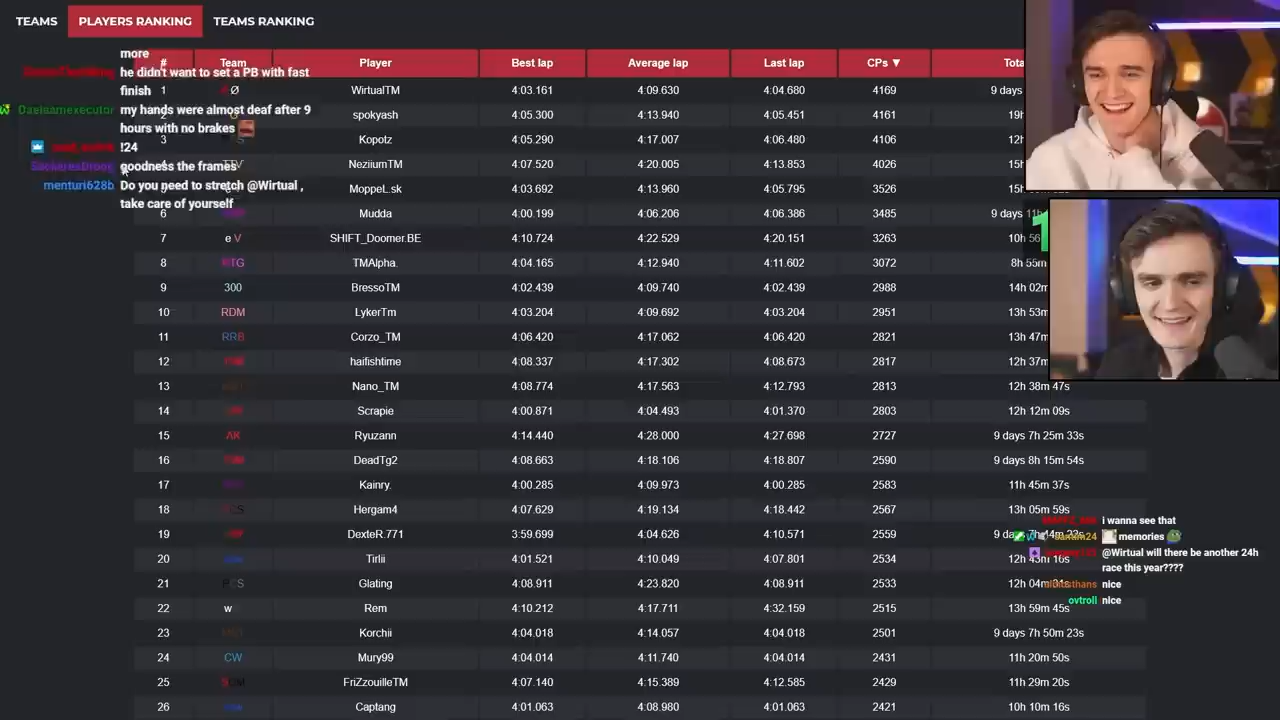 TEAMS PLAYERS RANKING TEAMS RANKING
# Team Player Best lap Average lap Last lap CPs ▼ Tota
more
he didn't want to set a PB with fast
finish
my hands were almost deaf after 9
hours with no brakes
!24
goodness the frames
menturi628b Do you need to stretch @Wirtual ,
take care of yourself
1 Ø WirtualTM 4:03.161 4:09.630 4:04.680 4169 9 days
spokyash 4:05.300 4:13.940 4:05.451 4161 19h
3 Kopotz 4:05.290 4:17.007 4:06.480 4106 12h
NeziiumTM 4:07.520 4:20.005 4:13.853 4026 15h
MoppeL.sk 4:03.692 4:13.960 4:05.795 3526
6 Mudda 4:00.199 4:06.206 4:06.386 3485 9 days 11h
7 e V SHIFT_Doomer.BE 4:10.724 4:22.529 4:20.151 3263 10h 56
8 RTG TMAlpha. 4:04.165 4:12.940 4:11.602 3072 8h 55m
9 300 BressoTM 4:02.439 4:09.740 4:02.439 2988 14h 02m
10 RDM LykerTm 4:03.204 4:09.692 4:03.204 2951 13h 53m
11 RRB Corzo_TM 4:06.420 4:17.062 4:06.420 2821 13h 47m
12 haifishtime 4:08.337 4:17.302 4:08.673 2817 12h 37m
13 Nano_TM 4:08.774 4:17.563 4:12.793 2813 12h 38m 47s
14 Scrapie 4:00.871 4:04.493 4:01.370 2803 12h 12m 09s
15 AK Ryuzann 4:14.440 4:28.000 4:27.698 2727 9 days 7h 25m 33s
16 DeadTg2 4:08.663 4:18.106 4:18.807 2590 9 days 8h 15m 54s
17 Kainry. 4:00.285 4:09.973 4:00.285 2583 11h 45m 37s
18 Hergam4 4:07.629 4:19.134 4:18.442 2567 13h 05m 59s
19 DexteR.771 3:59.699 4:04.626 4:10.571 2559
20 Tirlii 4:01.521 4:10.049 4:07.801 2534 12h 16s
21 Glating 4:08.911 4:23.820 4:08.911 2533 12h 04m
22 w Rem 4:10.212 4:17.711 4:32.159 2515 13h 59m 45s
23 Korchii 4:04.018 4:14.057 4:04.018 2501 9 days 7h 50m 23s
24 CW Mury99 4:04.014 4:11.740 4:04.014 2431 11h 20m 50s
25 FriZzouilleTM 4:07.140 4:15.389 4:12.585 2429 11h 29m 20s
26 Captang 4:01.063 4:08.980 4:01.063 2421 10h 10m 16s
i wanna see that
memories
@Wirtual will there be another 24h
race this year????
nice
ovtroll nice